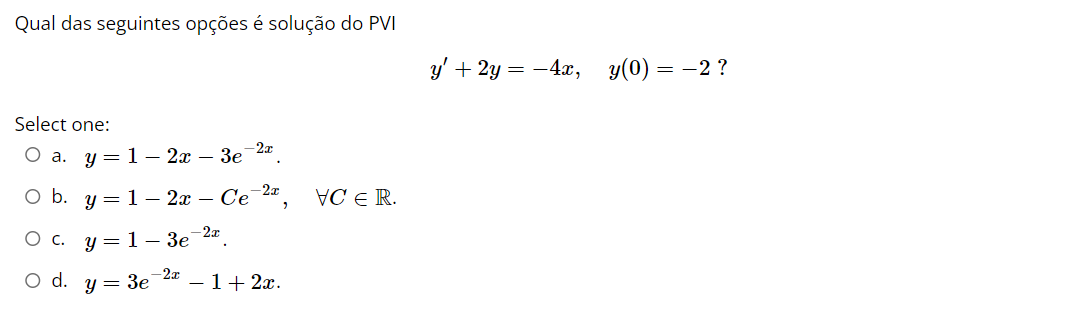 Qual das seguintes opções é solução do PVI
y′ + 2y = −4x, y(0) = −2 ?
Select one:
a. y = 1 − 2x − 3e^{−2x}.
b. y = 1 − 2x − Ce^{−2x}, ∀C ∈ ℝ.
c. y = 1 − 3e^{−2x}.
d. y = 3e^{−2x} − 1 + 2x.